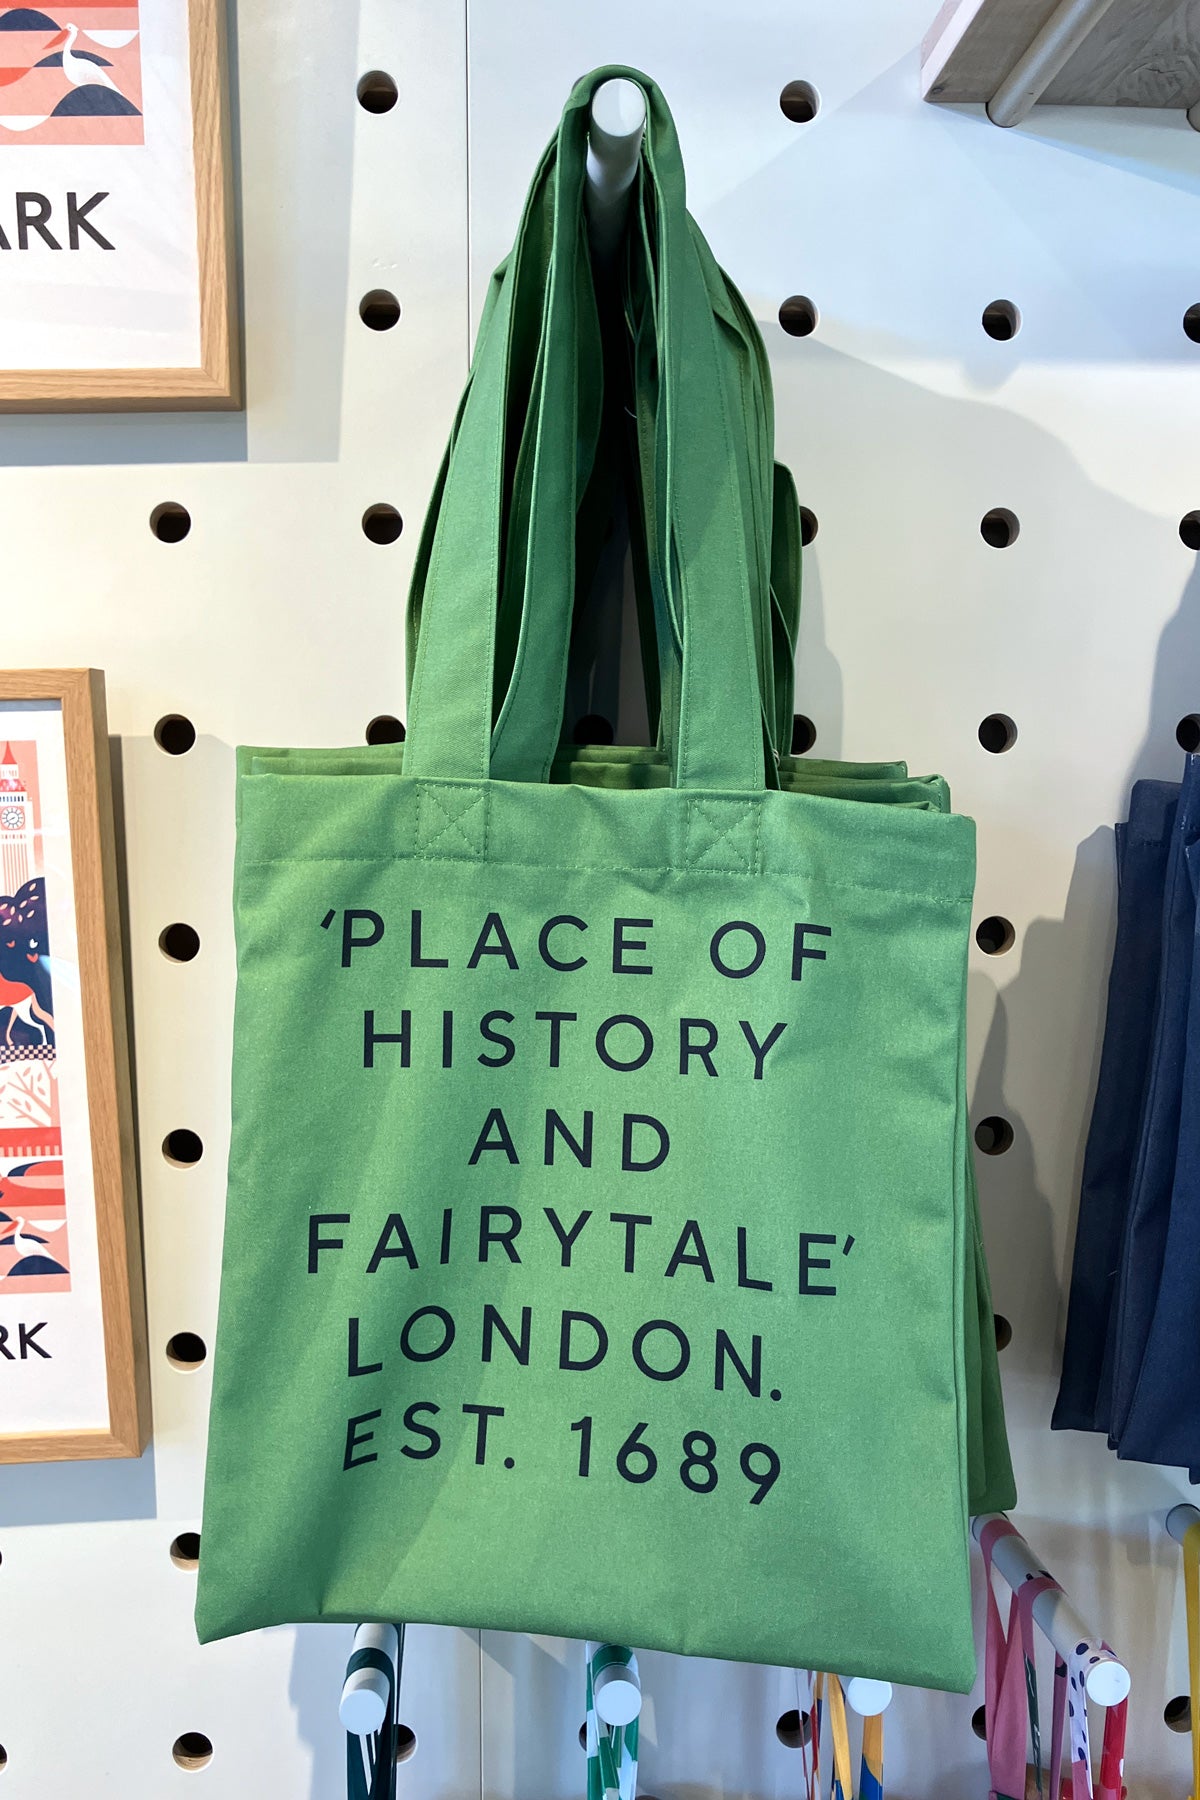 ARK
'PLACE OF
HISTORY
AND
FAIRYTALE'
LONDON.
EST. 1689
RK